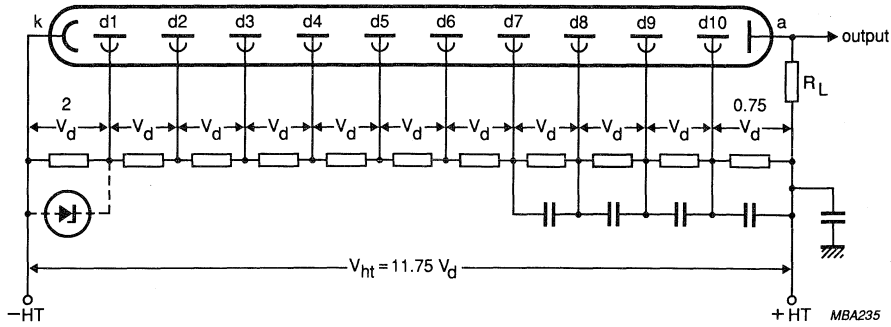 k d1 d2 d3 d4 d5 d6 d7 d8 d9 d10 a output
R_L
2 0.75
V_d V_d V_d V_d V_d V_d V_d V_d V_d V_d V_d
V_ht = 11.75 V_d
−HT + HT MBA235